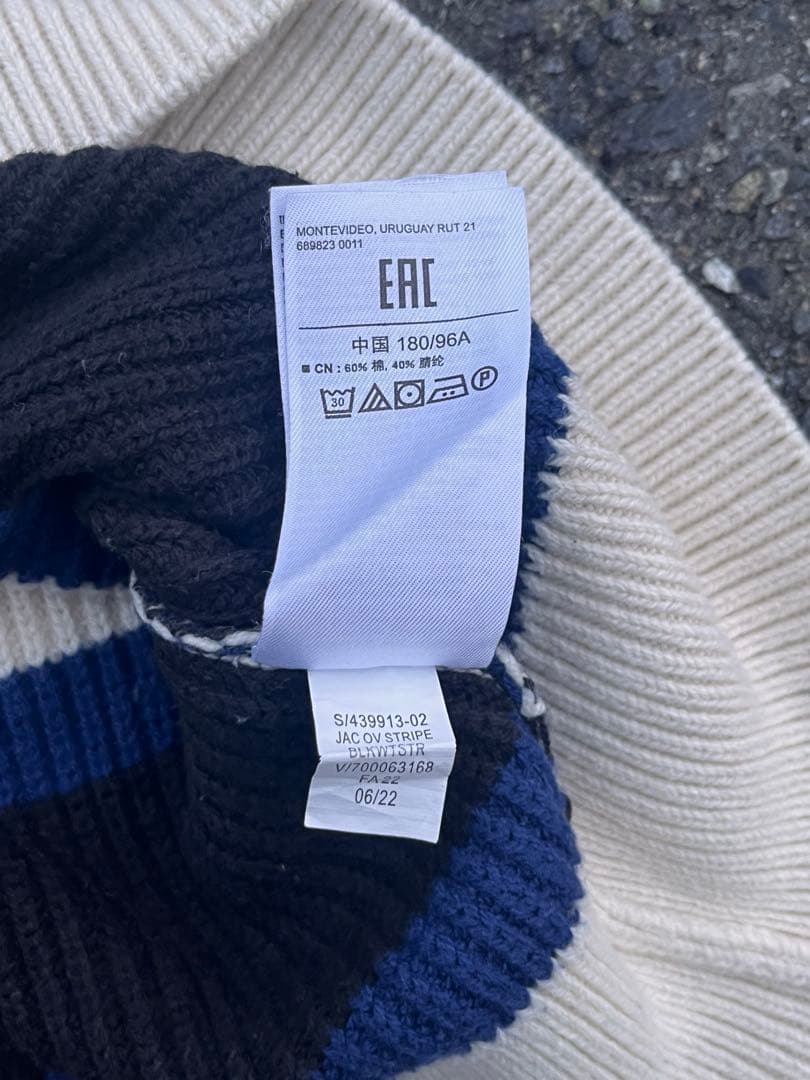 MONTEVIDEO, URUGUAY RUT 21
689823 0011
EAC
中国 180/96A
CN : 60% 棉, 40% 腈纶
30
P
S/439913-02
JAC OV STRIPE
BLKWTSTR
V/700063168
FA 22
06/22